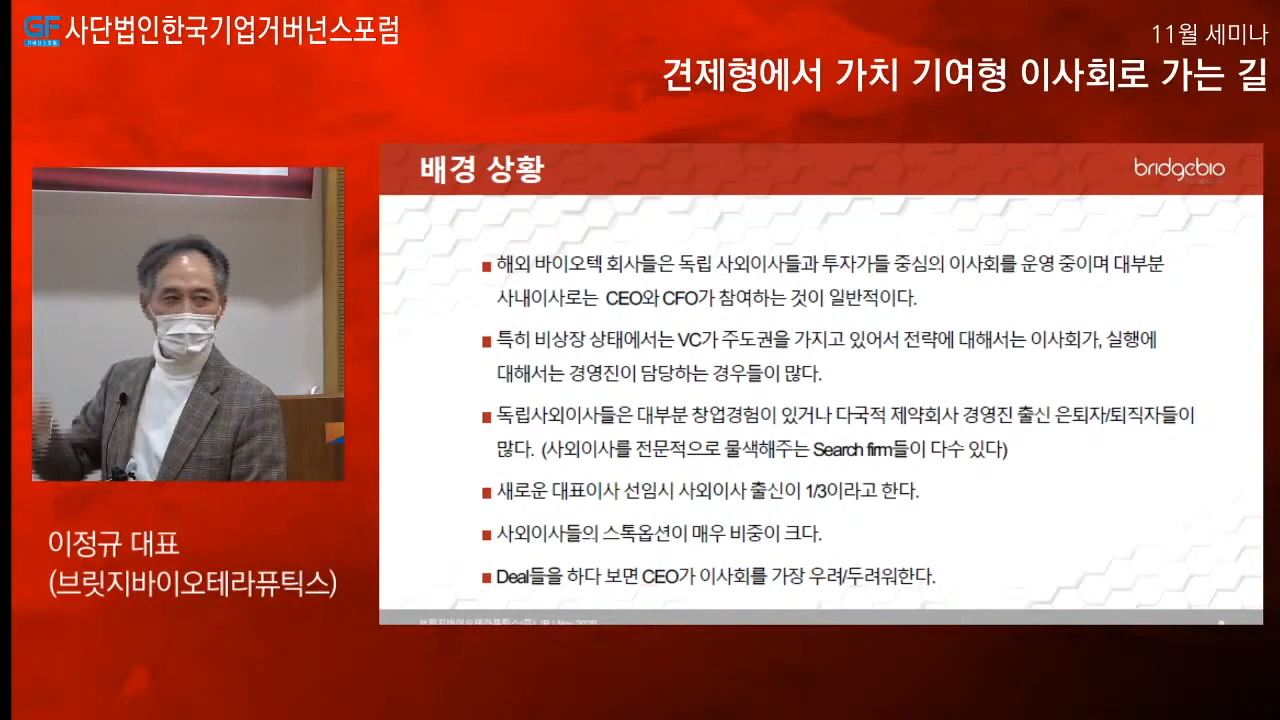 GF 사단법인한국기업거버넌스포럼
거버넌스포럼
11월 세미나
견제형에서 가치 기여형 이사회로 가는 길
배경 상황
bridgebio
■ 해외 바이오텍 회사들은 독립 사외이사들과 투자가들 중심의 이사회를 운영 중이며 대부분
사내이사로는 CEO와 CFO가 참여하는 것이 일반적이다.
■ 특히 비상장 상태에서는 VC가 주도권을 가지고 있어서 전략에 대해서는 이사회가, 실행에
대해서는 경영진이 담당하는 경우들이 많다.
■ 독립사외이사들은 대부분 창업경험이 있거나 다국적 제약회사 경영진 출신 은퇴자/퇴직자들이
많다. (사외이사를 전문적으로 물색해주는 Search firm들이 다수 있다)
■ 새로운 대표이사 선임시 사외이사 출신이 1/3이라고 한다.
■ 사외이사들의 스톡옵션이 매우 비중이 크다.
■ Deal들을 하다 보면 CEO가 이사회를 가장 우려/두려워한다.
이정규 대표
(브릿지바이오테라퓨틱스)